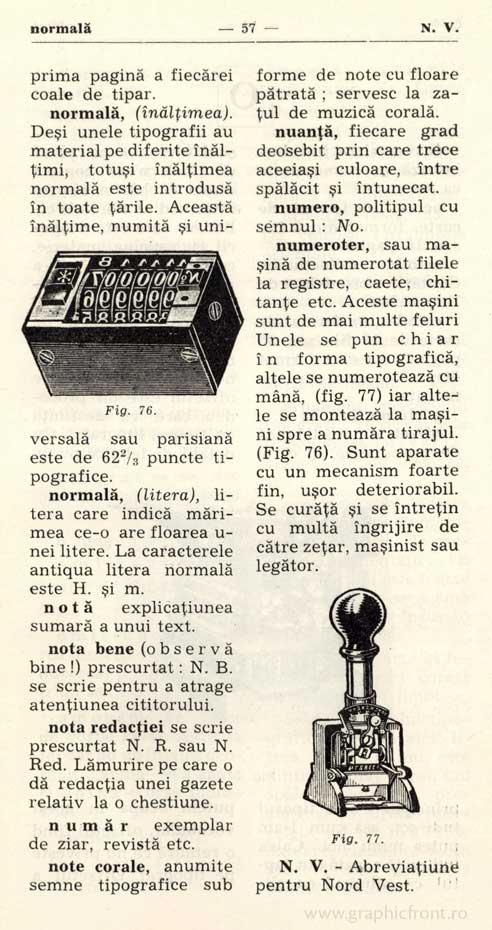 normală
— 57 —
N. V.
prima pagină a fiecărei
coale de tipar.
normală, (înălțimea).
Deși unele tipografii au
material pe diferite înăl-
țimi, totuși înălțimea
normală este introdusă
în toate țările. Această
înălțime, numită și uni-
Fig. 76.
versală sau parisiană
este de 62²/₃ puncte ti-
pografice.
normală, (litera), li-
tera care indică mări-
mea ce-o are floarea u-
nei litere. La caracterele
antiqua litera normală
este H. și m.
notă explicațiunea
sumară a unui text.
nota bene (observă
bine!) prescurtat: N. B.
se scrie pentru a atrage
atențiunea cititorului.
nota redacției se scrie
prescurtat N. R. sau N.
Red. Lămurire pe care o
dă redacția unei gazete
relativ la o chestiune.
număr exemplar
de ziar, revistă etc.
note corale, anumite
semne tipografice sub
forme de note cu floare
pătrată; servesc la za-
țul de muzică corală.
nuanță, fiecare grad
deosebit prin care trece
aceeiași culoare, între
spălăcit și întunecat.
numero, politipul cu
semnul: No.
numeroter, sau ma-
șină de numerotat filele
la registre, caete, chi-
tanțe etc. Aceste mașini
sunt de mai multe feluri
Unele se pun chiar
în forma tipografică,
altele se numerotează cu
mână, (fig. 77) iar alte-
le se montează la mași-
ni spre a număra tirajul.
(Fig. 76). Sunt aparate
cu un mecanism foarte
fin, ușor deteriorabil.
Se curăță și se întrețin
cu multă îngrijire de
către zețar, mașinist sau
legător.
Fig. 77.
N. V. - Abreviațiune
pentru Nord Vest.
www.graphicfront.ro